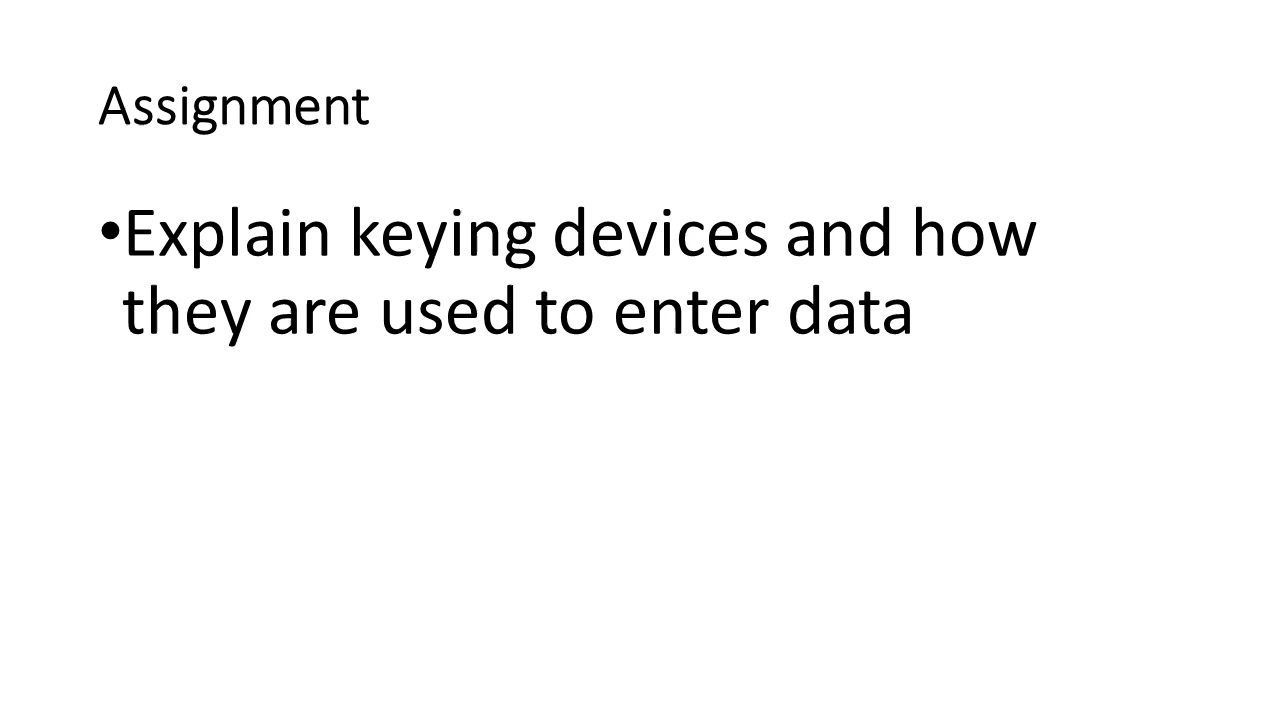 Assignment
•Explain keying devices and how
they are used to enter data